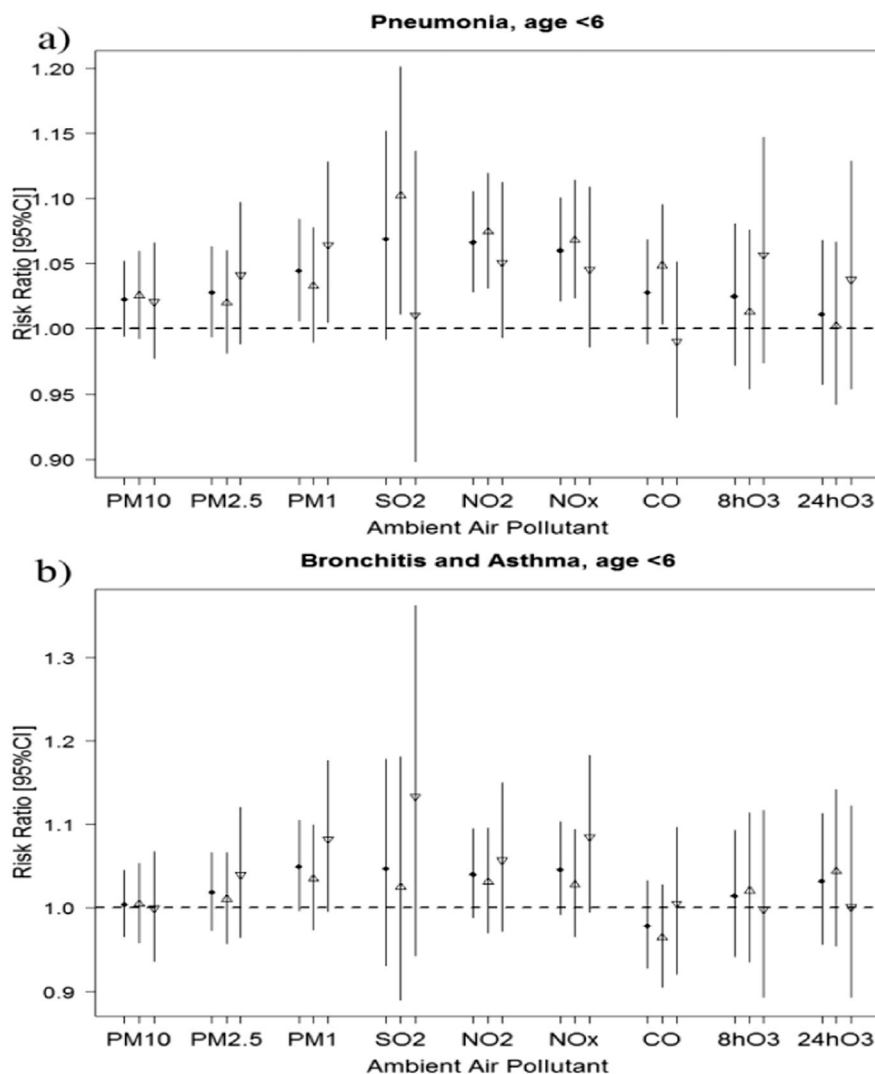 Pneumonia, age <6
a)
Risk Ratio [95%CI]
1.20
1.15
1.10
1.05
1.00
0.95
0.90
PM10 PM2.5 PM1 SO2 NO2 NOx CO 8hO3 24hO3
Ambient Air Pollutant
Bronchitis and Asthma, age <6
b)
Risk Ratio [95%CI]
1.3
1.2
1.1
1.0
0.9
PM10 PM2.5 PM1 SO2 NO2 NOx CO 8hO3 24hO3
Ambient Air Pollutant